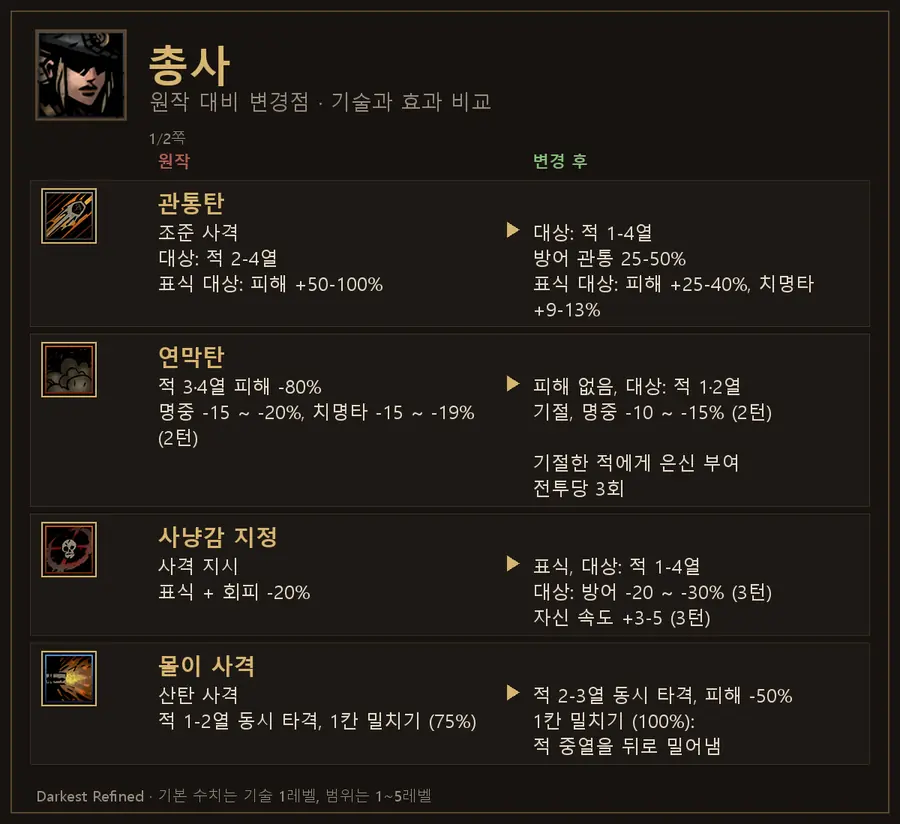 총사
원작 대비 변경점 · 기술과 효과 비교
1/2쪽
원작
변경 후
관통탄
조준 사격
대상: 적 2-4열
표식 대상: 피해 +50-100%
대상: 적 1-4열
방어 관통 25-50%
표식 대상: 피해 +25-40%, 치명타
+9-13%
연막탄
적 3·4열 피해 -80%
명중 -15 ~ -20%, 치명타 -15 ~ -19%
(2턴)
피해 없음, 대상: 적 1·2열
기절, 명중 -10 ~ -15% (2턴)
기절한 적에게 은신 부여
전투당 3회
사냥감 지정
사격 지시
표식 + 회피 -20%
표식, 대상: 적 1-4열
대상: 방어 -20 ~ -30% (3턴)
자신 속도 +3-5 (3턴)
몰이 사격
산탄 사격
적 1-2열 동시 타격, 1칸 밀치기 (75%)
적 2-3열 동시 타격, 피해 -50%
1칸 밀치기 (100%):
적 중열을 뒤로 밀어냄
Darkest Refined · 기본 수치는 기술 1레벨, 범위는 1~5레벨